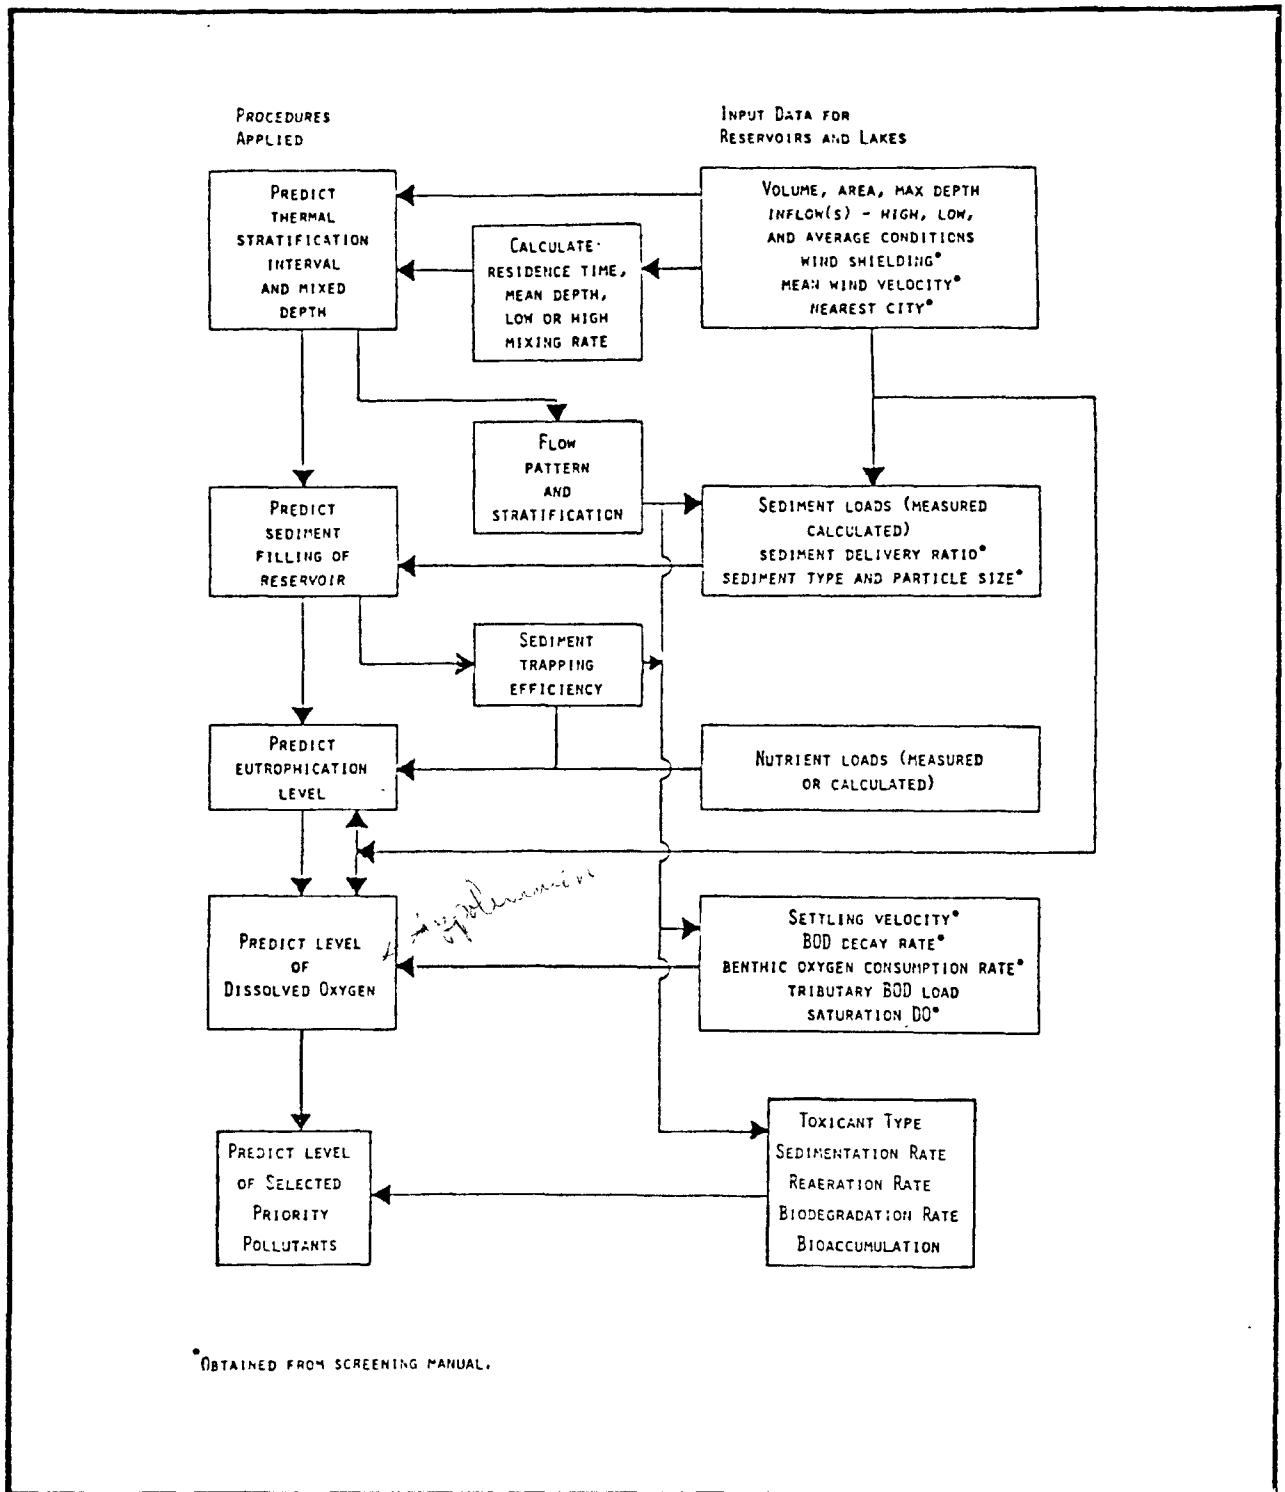 PROCEDURES
APPLIED
INPUT DATA FOR
RESERVOIRS AND LAKES
PREDICT
THERMAL
STRATIFICATION
INTERVAL
AND MIXED
DEPTH
CALCULATE·
RESIDENCE TIME,
MEAN DEPTH,
LOW OR HIGH
MIXING RATE
VOLUME, AREA, MAX DEPTH
INFLOW(S) - HIGH, LOW,
AND AVERAGE CONDITIONS
WIND SHIELDING•
MEAN WIND VELOCITY•
NEAREST CITY•
FLOW
PATTERN
AND
STRATIFICATION
PREDICT
SEDIMENT
FILLING OF
RESERVOIR
SEDIMENT LOADS (MEASURED
CALCULATED)
SEDIMENT DELIVERY RATIO•
SEDIMENT TYPE AND PARTICLE SIZE•
SEDIMENT
TRAPPING
EFFICIENCY
PREDICT
EUTROPHICATION
LEVEL
NUTRIENT LOADS (MEASURED
OR CALCULATED)
PREDICT LEVEL
OF
DISSOLVED OXYGEN
SETTLING VELOCITY•
BOD DECAY RATE•
BENTHIC OXYGEN CONSUMPTION RATE•
TRIBUTARY BOD LOAD
SATURATION DO•
PREDICT LEVEL
OF SELECTED
PRIORITY
POLLUTANTS
TOXICANT TYPE
SEDIMENTATION RATE
REAERATION RATE
BIODEGRADATION RATE
BIOACCUMULATION
•OBTAINED FROM SCREENING MANUAL.